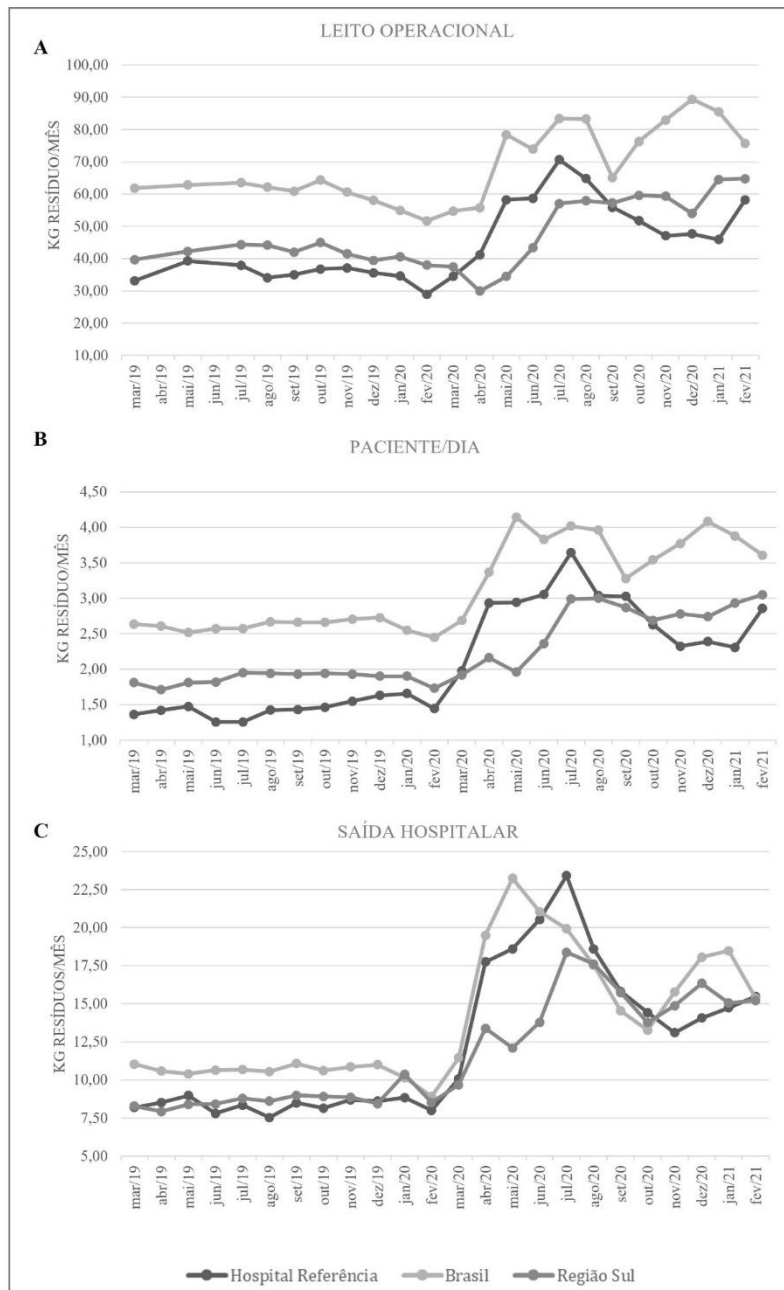 LEITO OPERACIONAL
A
KG RESÍDUO/MÊS
100,00
90,00
80,00
70,00
60,00
50,00
40,00
30,00
20,00
10,00
mar/19
abr/19
mai/19
jun/19
jul/19
ago/19
set/19
out/19
nov/19
dez/19
jan/20
fev/20
mar/20
abr/20
mai/20
jun/20
jul/20
ago/20
set/20
out/20
nov/20
dez/20
jan/21
fev/21
B
PACIENTE/DIA
KG RESÍDUO/MÊS
4,50
4,00
3,50
3,00
2,50
2,00
1,50
1,00
mar/19
abr/19
mai/19
jun/19
jul/19
ago/19
set/19
out/19
nov/19
dez/19
jan/20
fev/20
mar/20
abr/20
mai/20
jun/20
jul/20
ago/20
set/20
out/20
nov/20
dez/20
jan/21
fev/21
C
SAÍDA HOSPITALAR
KG RESÍDUOS/MÊS
25,00
22,50
20,00
17,50
15,00
12,50
10,00
7,50
5,00
mar/19
abr/19
mai/19
jun/19
jul/19
ago/19
set/19
out/19
nov/19
dez/19
jan/20
fev/20
mar/20
abr/20
mai/20
jun/20
jul/20
ago/20
set/20
out/20
nov/20
dez/20
jan/21
fev/21
Hospital Referência
Brasil
Região Sul